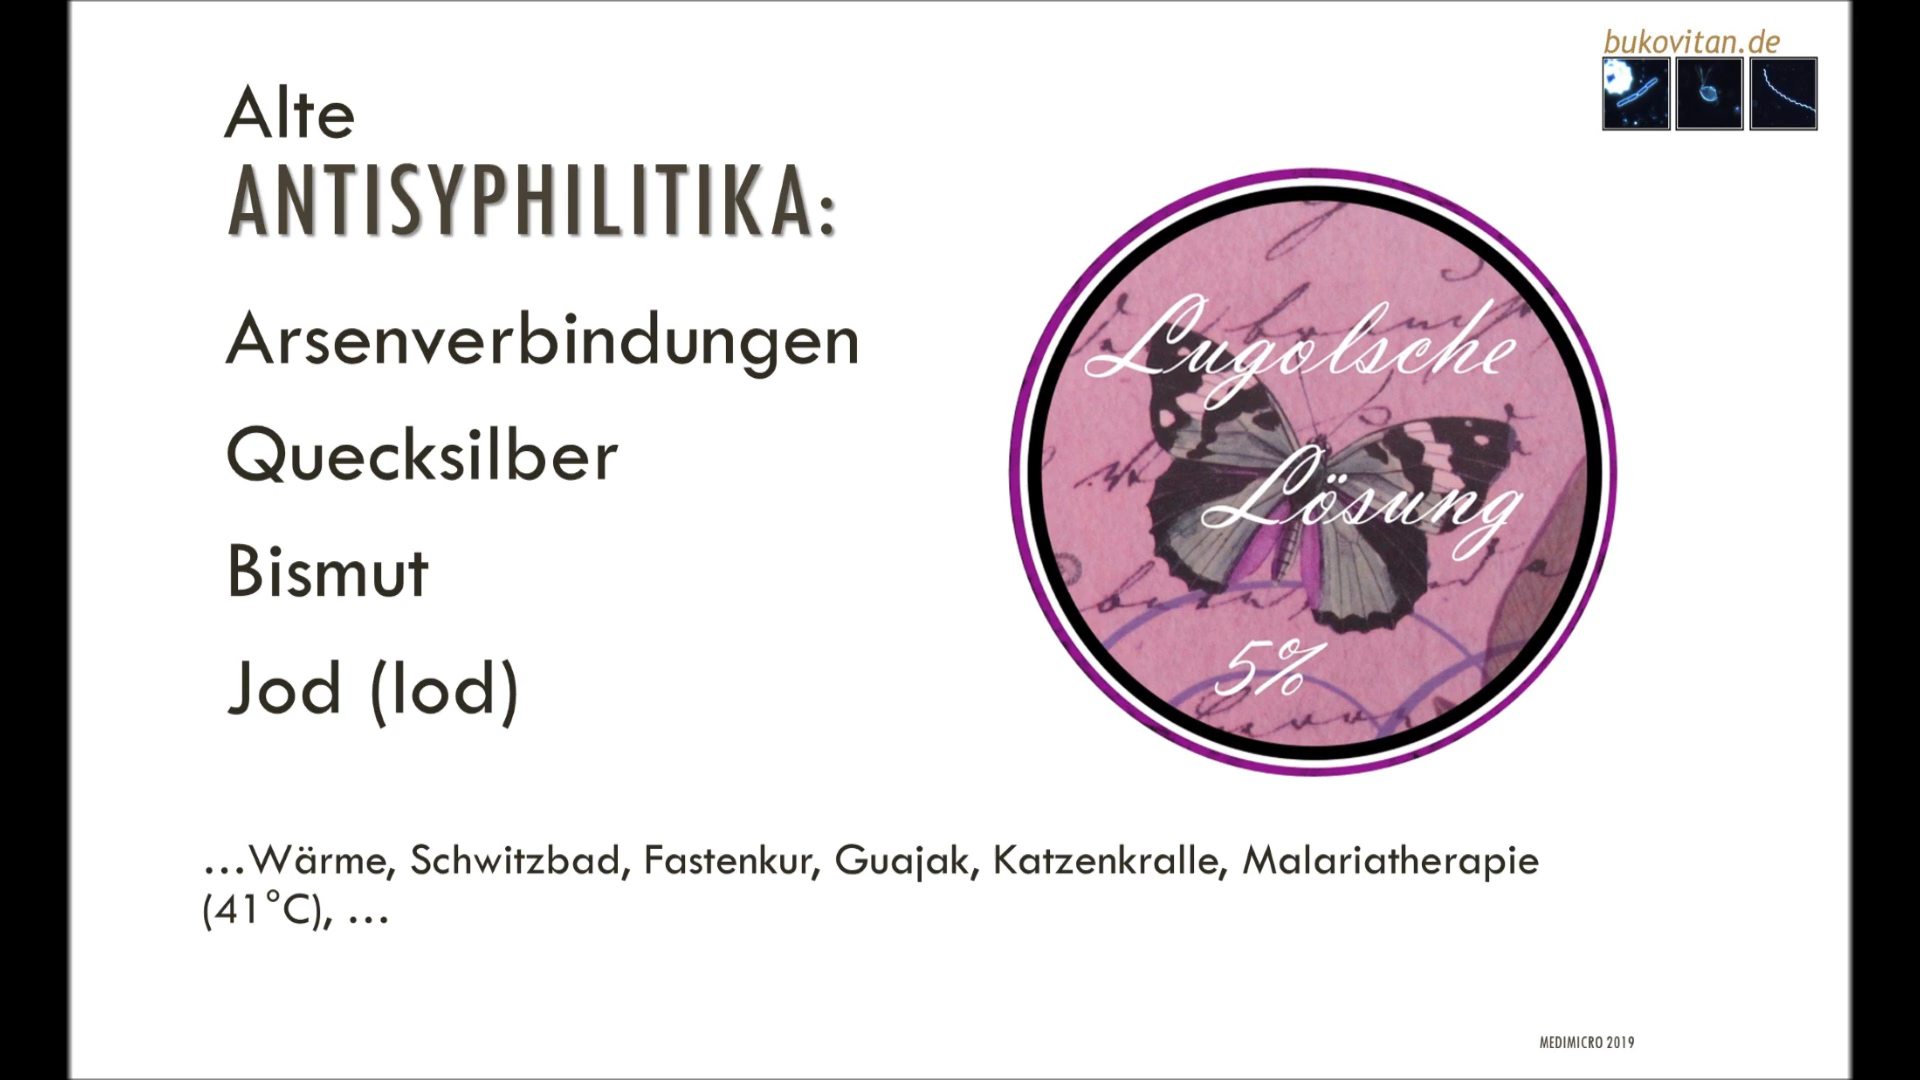 bukovitan.de
Alte
ANTISYPHILITIKA:
Arsenverbindungen
Quecksilber
Bismut
Jod (Iod)
Lugolsche
Lösung
5%
...Wärme, Schwitzbad, Fastenkur, Guajak, Katzenkralle, Malariatherapie
(41°C), ...
MEDIMICRO 2019